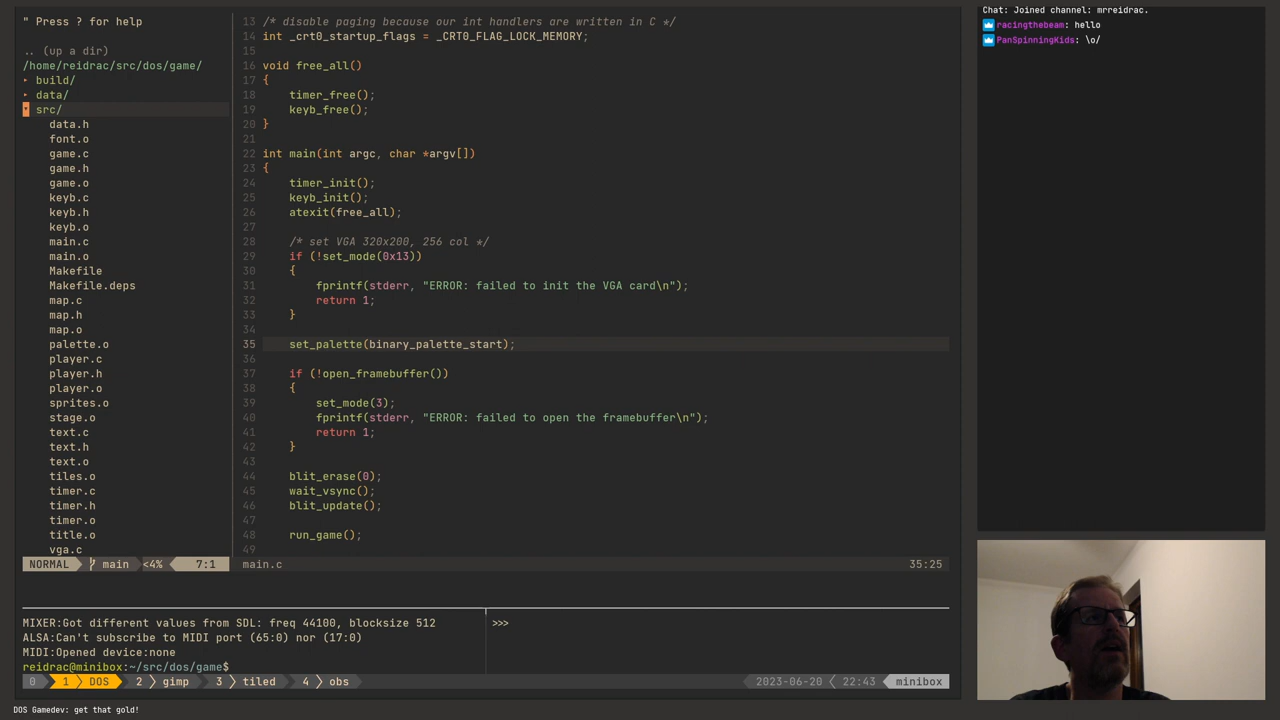 " Press ? for help
.. (up a dir)
/home/reidrac/src/dos/game/
▸ build/
▸ data/
▾ src/
data.h
font.o
game.c
game.h
game.o
keyb.c
keyb.h
keyb.o
main.c
main.o
Makefile
Makefile.deps
map.c
map.h
map.o
palette.o
player.c
player.h
player.o
sprites.o
stage.o
text.c
text.h
text.o
tiles.o
timer.c
timer.h
timer.o
title.o
vga.c
NORMAL main <4% 7:1
13 /* disable paging because our int handlers are written in C */
14 int _crt0_startup_flags = _CRT0_FLAG_LOCK_MEMORY;
15
16 void free_all()
17 {
18 timer_free();
19 keyb_free();
20 }
21
22 int main(int argc, char *argv[])
23 {
24 timer_init();
25 keyb_init();
26 atexit(free_all);
27
28 /* set VGA 320x200, 256 col */
29 if (!set_mode(0x13))
30 {
31 fprintf(stderr, "ERROR: failed to init the VGA card\n");
32 return 1;
33 }
34
35 set_palette(binary_palette_start);
36
37 if (!open_framebuffer())
38 {
39 set_mode(3);
40 fprintf(stderr, "ERROR: failed to open the framebuffer\n");
41 return 1;
42 }
43
44 blit_erase(0);
45 wait_vsync();
46 blit_update();
47
48 run_game();
49
main.c 35:25
MIXER:Got different values from SDL: freq 44100, blocksize 512
ALSA:Can't subscribe to MIDI port (65:0) nor (17:0)
MIDI:Opened device:none
reidrac@minibox:~/src/dos/game$
>>>
0 1 DOS 2 gimp 3 tiled 4 obs 2023-06-20 22:43 minibox
Chat: Joined channel: mrreidrac.
racingthebeam: hello
PanSpinningKids: \o/
DOS Gamedev: get that gold!